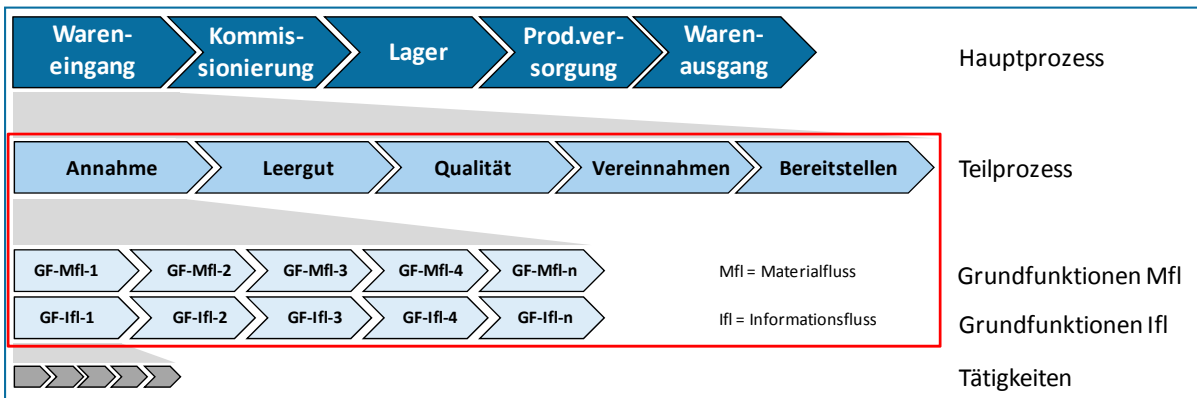 Waren-
eingang
Kommis-
sionierung
Lager
Prod.ver-
sorgung
Waren-
ausgang
Hauptprozess
Annahme
Leergut
Qualität
Vereinnahmen
Bereitstellen
Teilprozess
GF-Mfl-1
GF-Mfl-2
GF-Mfl-3
GF-Mfl-4
GF-Mfl-n
Mfl = Materialfluss
Grundfunktionen Mfl
GF-Ifl-1
GF-Ifl-2
GF-Ifl-3
GF-Ifl-4
GF-Ifl-n
Ifl = Informationsfluss
Grundfunktionen Ifl
Tätigkeiten